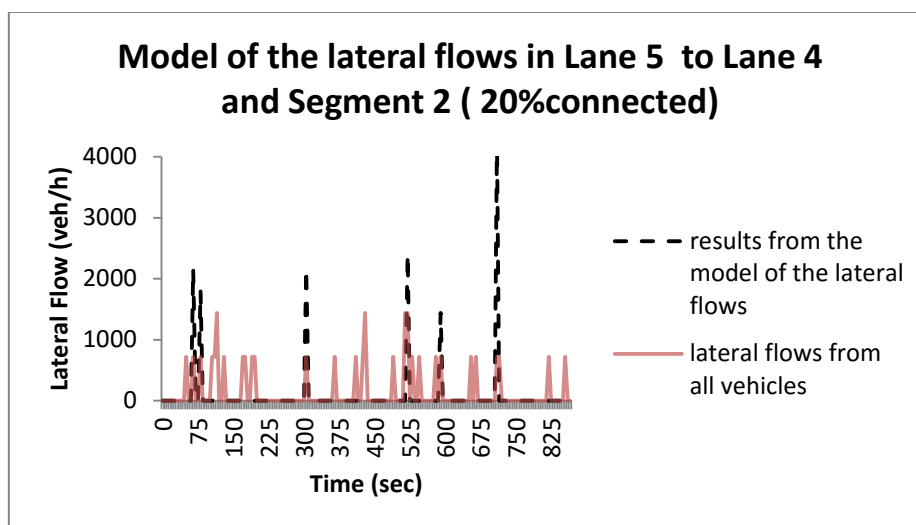 Model of the lateral flows in Lane 5 to Lane 4
and Segment 2 ( 20%connected)
4000
3000
2000
1000
0
Lateral Flow (veh/h)
0
75
150
225
300
375
450
525
600
675
750
825
Time (sec)
results from the
model of the lateral
flows
lateral flows from
all vehicles